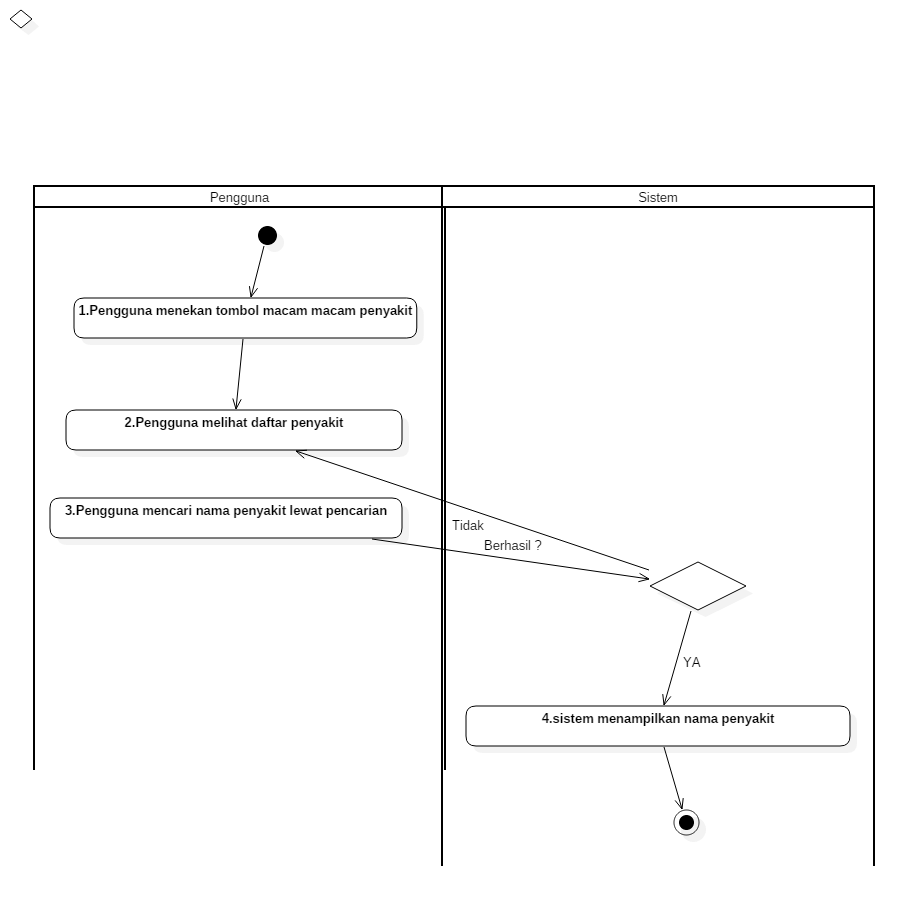 Pengguna
Sistem
1.Pengguna menekan tombol macam macam penyakit
2.Pengguna melihat daftar penyakit
3.Pengguna mencari nama penyakit lewat pencarian
Tidak
Berhasil ?
YA
4.sistem menampilkan nama penyakit